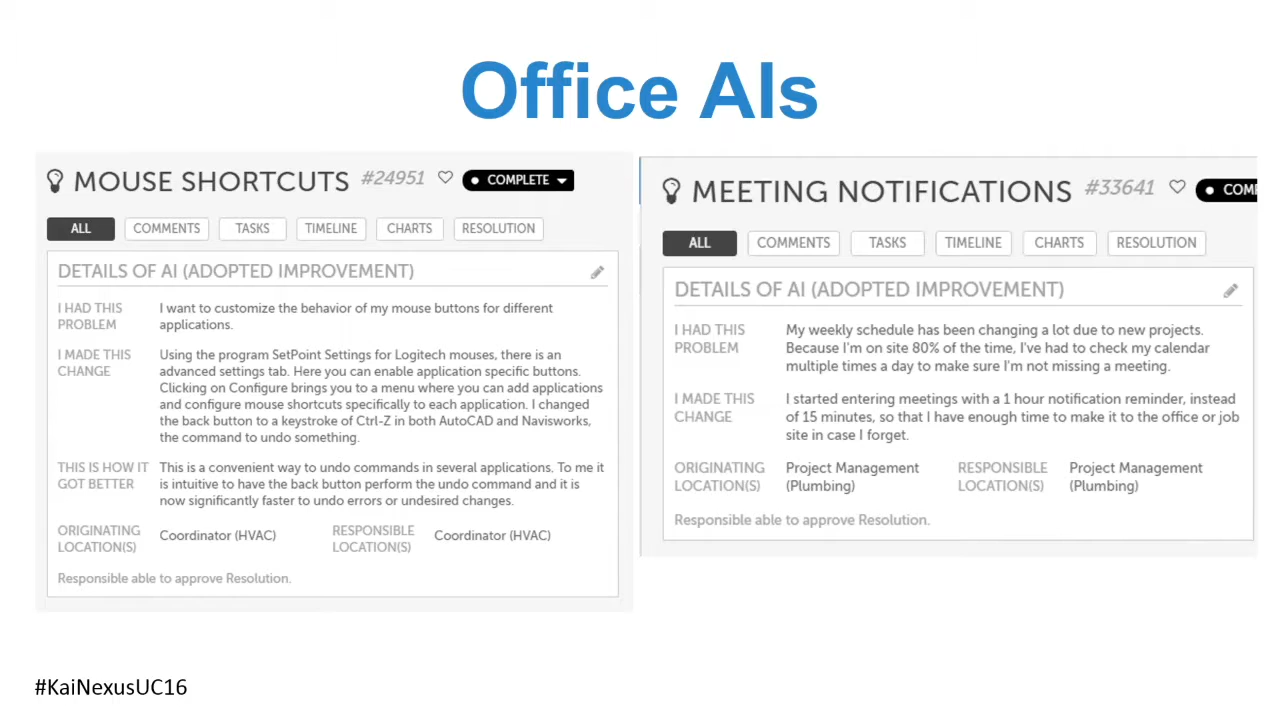 Office AIs
MOUSE SHORTCUTS #24951 COMPLETE
ALL COMMENTS TASKS TIMELINE CHARTS RESOLUTION
DETAILS OF AI (ADOPTED IMPROVEMENT)
I HAD THIS
PROBLEM
I want to customize the behavior of my mouse buttons for different
applications.
I MADE THIS
CHANGE
Using the program SetPoint Settings for Logitech mouses, there is an
advanced settings tab. Here you can enable application specific buttons.
Clicking on Configure brings you to a menu where you can add applications
and configure mouse shortcuts specifically to each application. I changed
the back button to a keystroke of Ctrl-Z in both AutoCAD and Navisworks,
the command to undo something.
THIS IS HOW IT
GOT BETTER
This is a convenient way to undo commands in several applications. To me it
is intuitive to have the back button perform the undo command and it is
now significantly faster to undo errors or undesired changes.
ORIGINATING
LOCATION(S)
Coordinator (HVAC)
RESPONSIBLE
LOCATION(S)
Coordinator (HVAC)
Responsible able to approve Resolution.
MEETING NOTIFICATIONS #33641 COM
ALL COMMENTS TASKS TIMELINE CHARTS RESOLUTION
DETAILS OF AI (ADOPTED IMPROVEMENT)
I HAD THIS
PROBLEM
My weekly schedule has been changing a lot due to new projects.
Because I'm on site 80% of the time, I've had to check my calendar
multiple times a day to make sure I'm not missing a meeting.
I MADE THIS
CHANGE
I started entering meetings with a 1 hour notification reminder, instead
of 15 minutes, so that I have enough time to make it to the office or job
site in case I forget.
ORIGINATING
LOCATION(S)
Project Management
(Plumbing)
RESPONSIBLE
LOCATION(S)
Project Management
(Plumbing)
Responsible able to approve Resolution.
#KaiNexusUC16